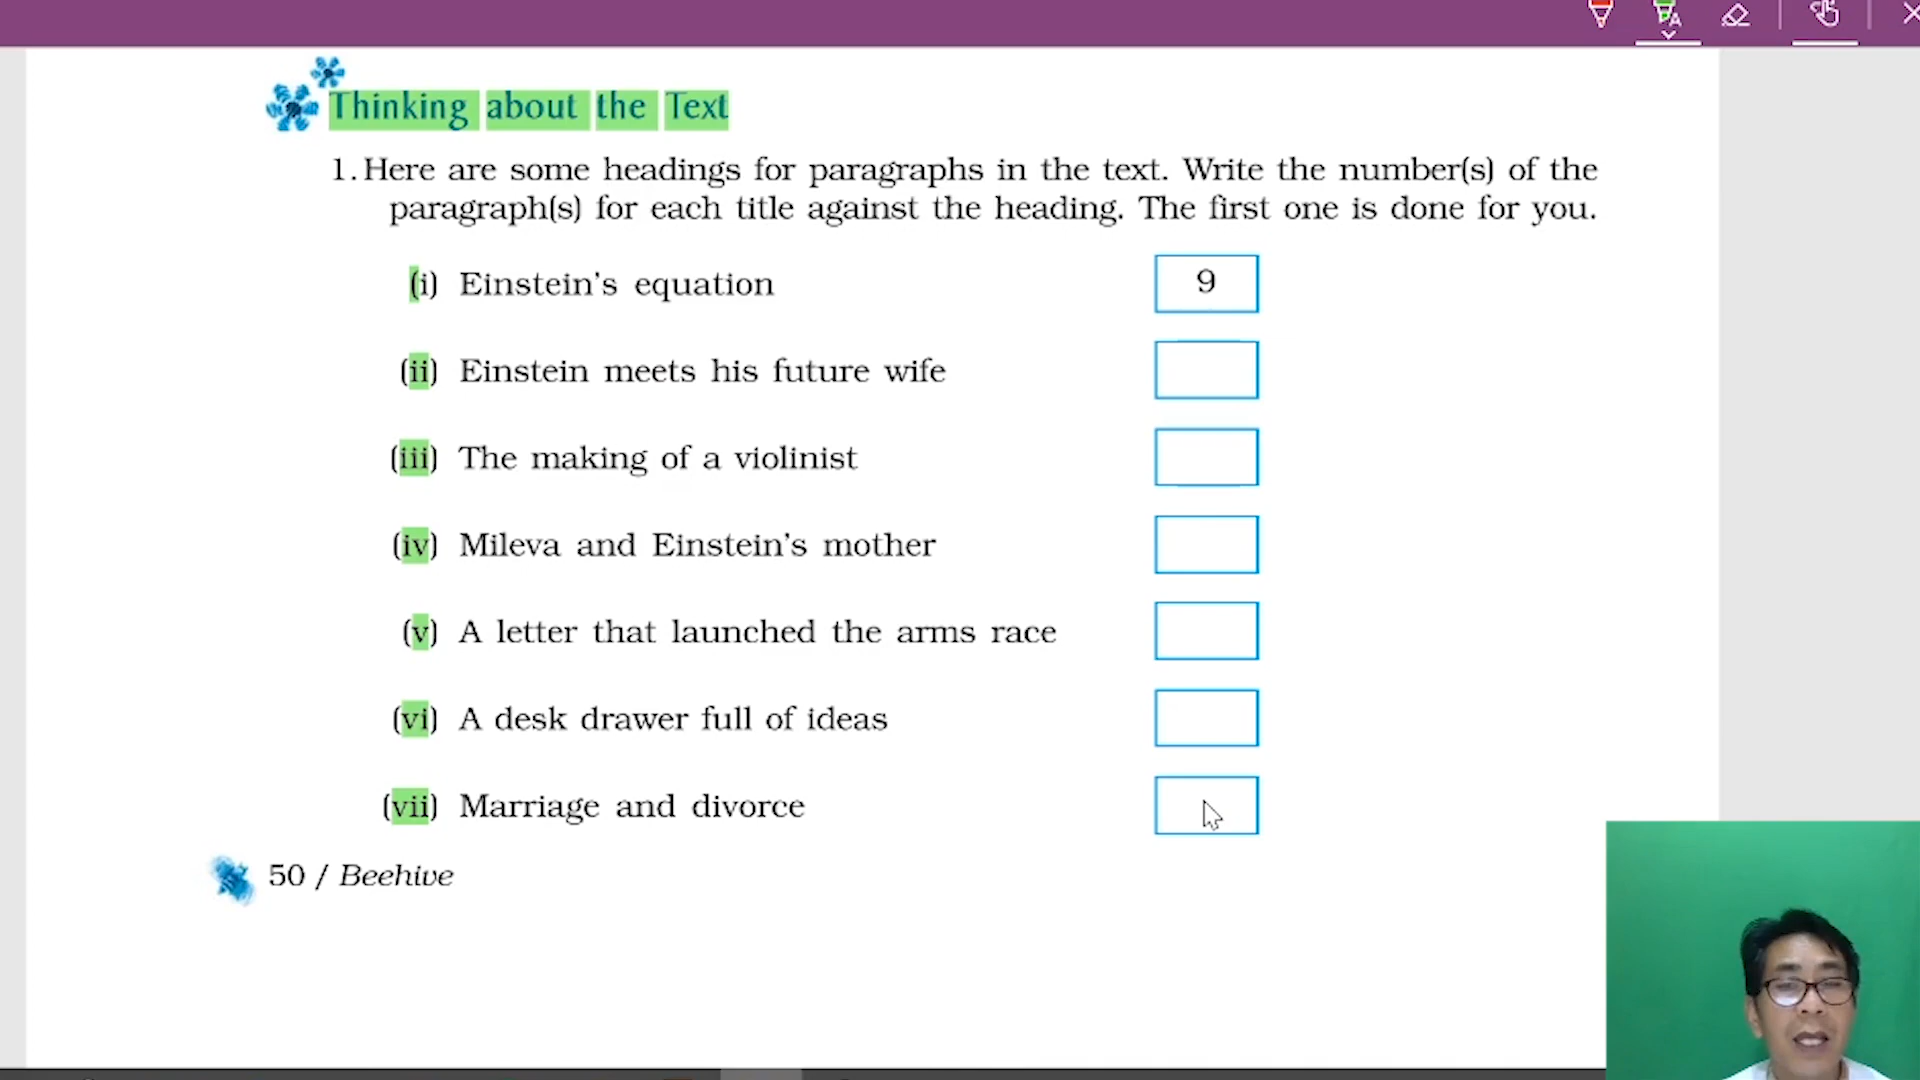 Thinking about the Text
1. Here are some headings for paragraphs in the text. Write the number(s) of the
paragraph(s) for each title against the heading. The first one is done for you.
(i) Einstein's equation 9
(ii) Einstein meets his future wife
(iii) The making of a violinist
(iv) Mileva and Einstein's mother
(v) A letter that launched the arms race
(vi) A desk drawer full of ideas
(vii) Marriage and divorce
50 / Beehive